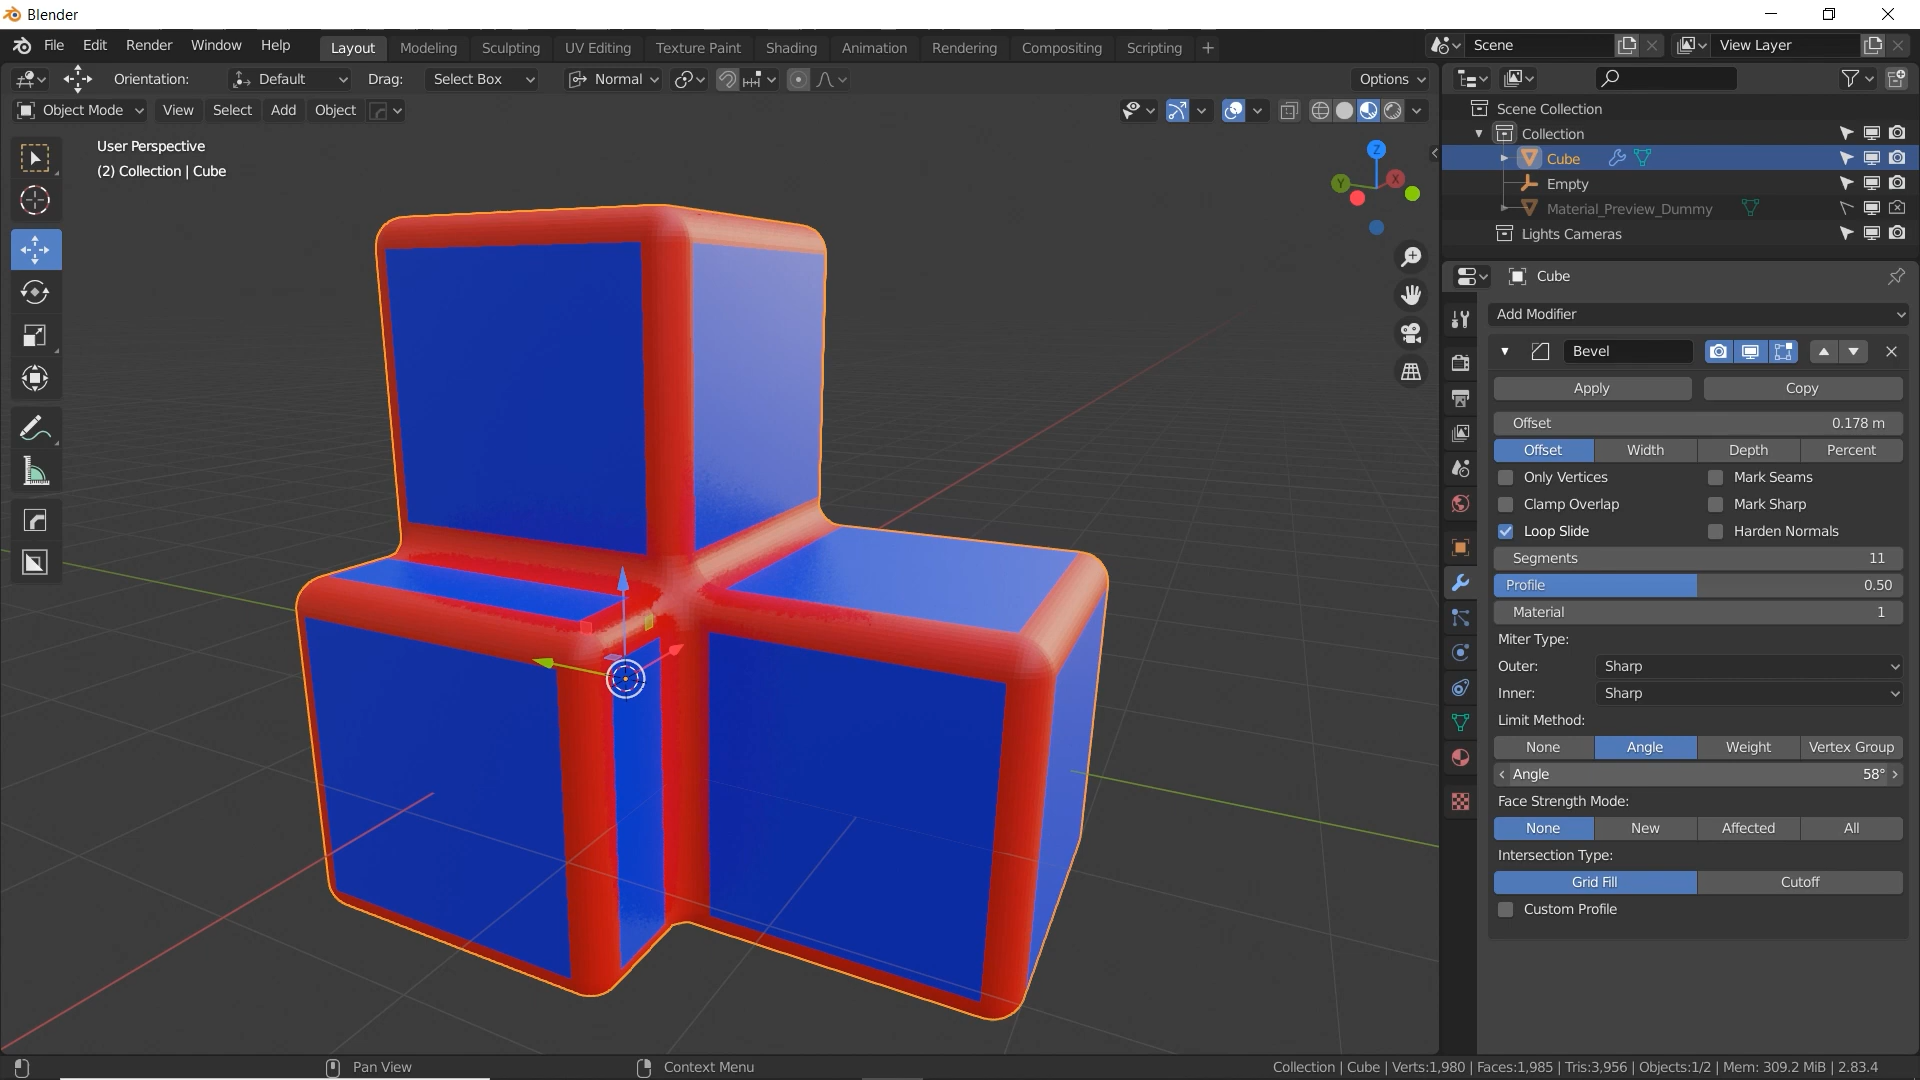 Blender
File Edit Render Window Help Layout Modeling Sculpting UV Editing Texture Paint Shading Animation Rendering Compositing Scripting + Scene View Layer
Orientation: Default Drag: Select Box Normal Options
Object Mode View Select Add Object
User Perspective
(2) Collection | Cube
Z
Y
X
Scene Collection
Collection
Cube
Empty
Material_Preview_Dummy
Lights Cameras
Cube
Add Modifier
Bevel
Apply Copy
Offset 0.178 m
Offset Width Depth Percent
Only Vertices Mark Seams
Clamp Overlap Mark Sharp
Loop Slide Harden Normals
Segments 11
Profile 0.50
Material 1
Miter Type:
Outer: Sharp
Inner: Sharp
Limit Method:
None Angle Weight Vertex Group
Angle 58°
Face Strength Mode:
None New Affected All
Intersection Type:
Grid Fill Cutoff
Custom Profile
Pan View Context Menu Collection | Cube | Verts:1,980 | Faces:1,985 | Tris:3,956 | Objects:1/2 | Mem: 309.2 MiB | 2.83.4